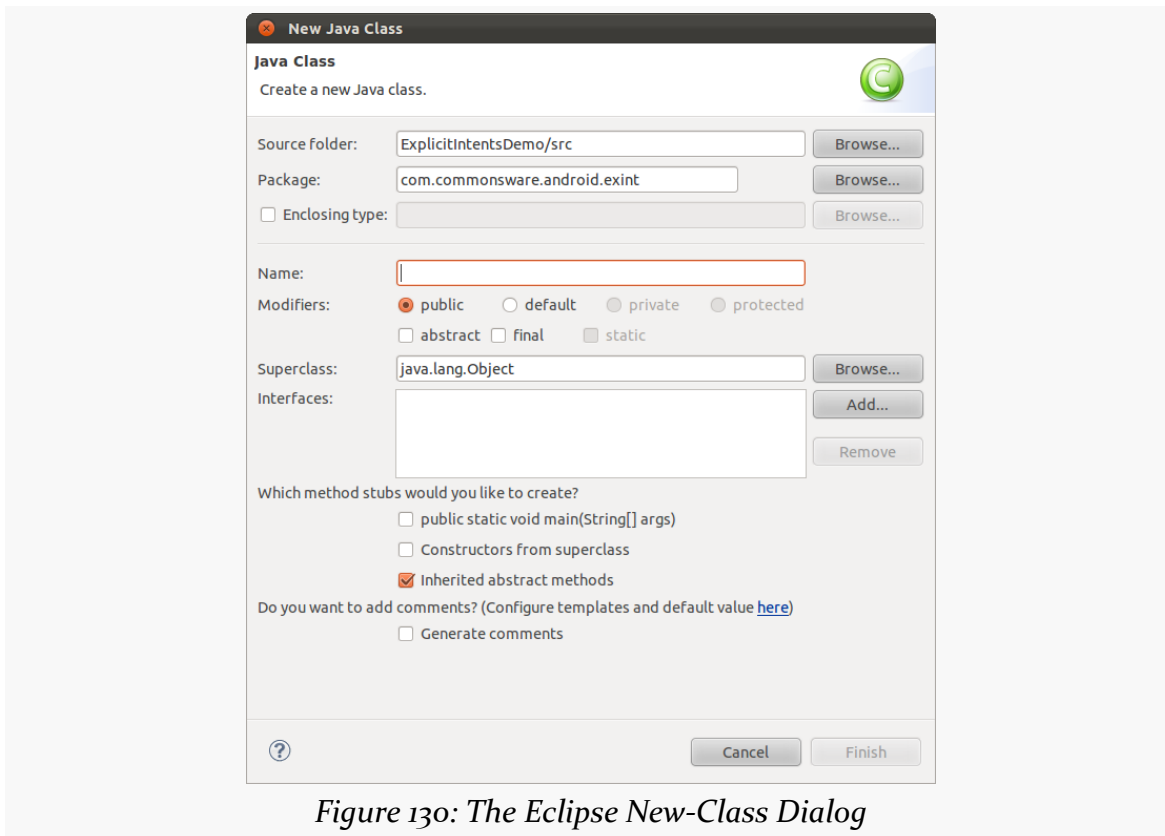 New Java Class
Java Class
Create a new Java class.
C
Source folder: ExplicitIntentsDemo/src Browse...
Package: com.commonsware.android.exint Browse...
Enclosing type: Browse...
Name:
Modifiers: public default private protected
abstract final static
Superclass: java.lang.Object Browse...
Interfaces: Add...
Remove
Which method stubs would you like to create?
public static void main(String[] args)
Constructors from superclass
Inherited abstract methods
Do you want to add comments? (Configure templates and default value here)
Generate comments
? Cancel Finish
Figure 130: The Eclipse New-Class Dialog